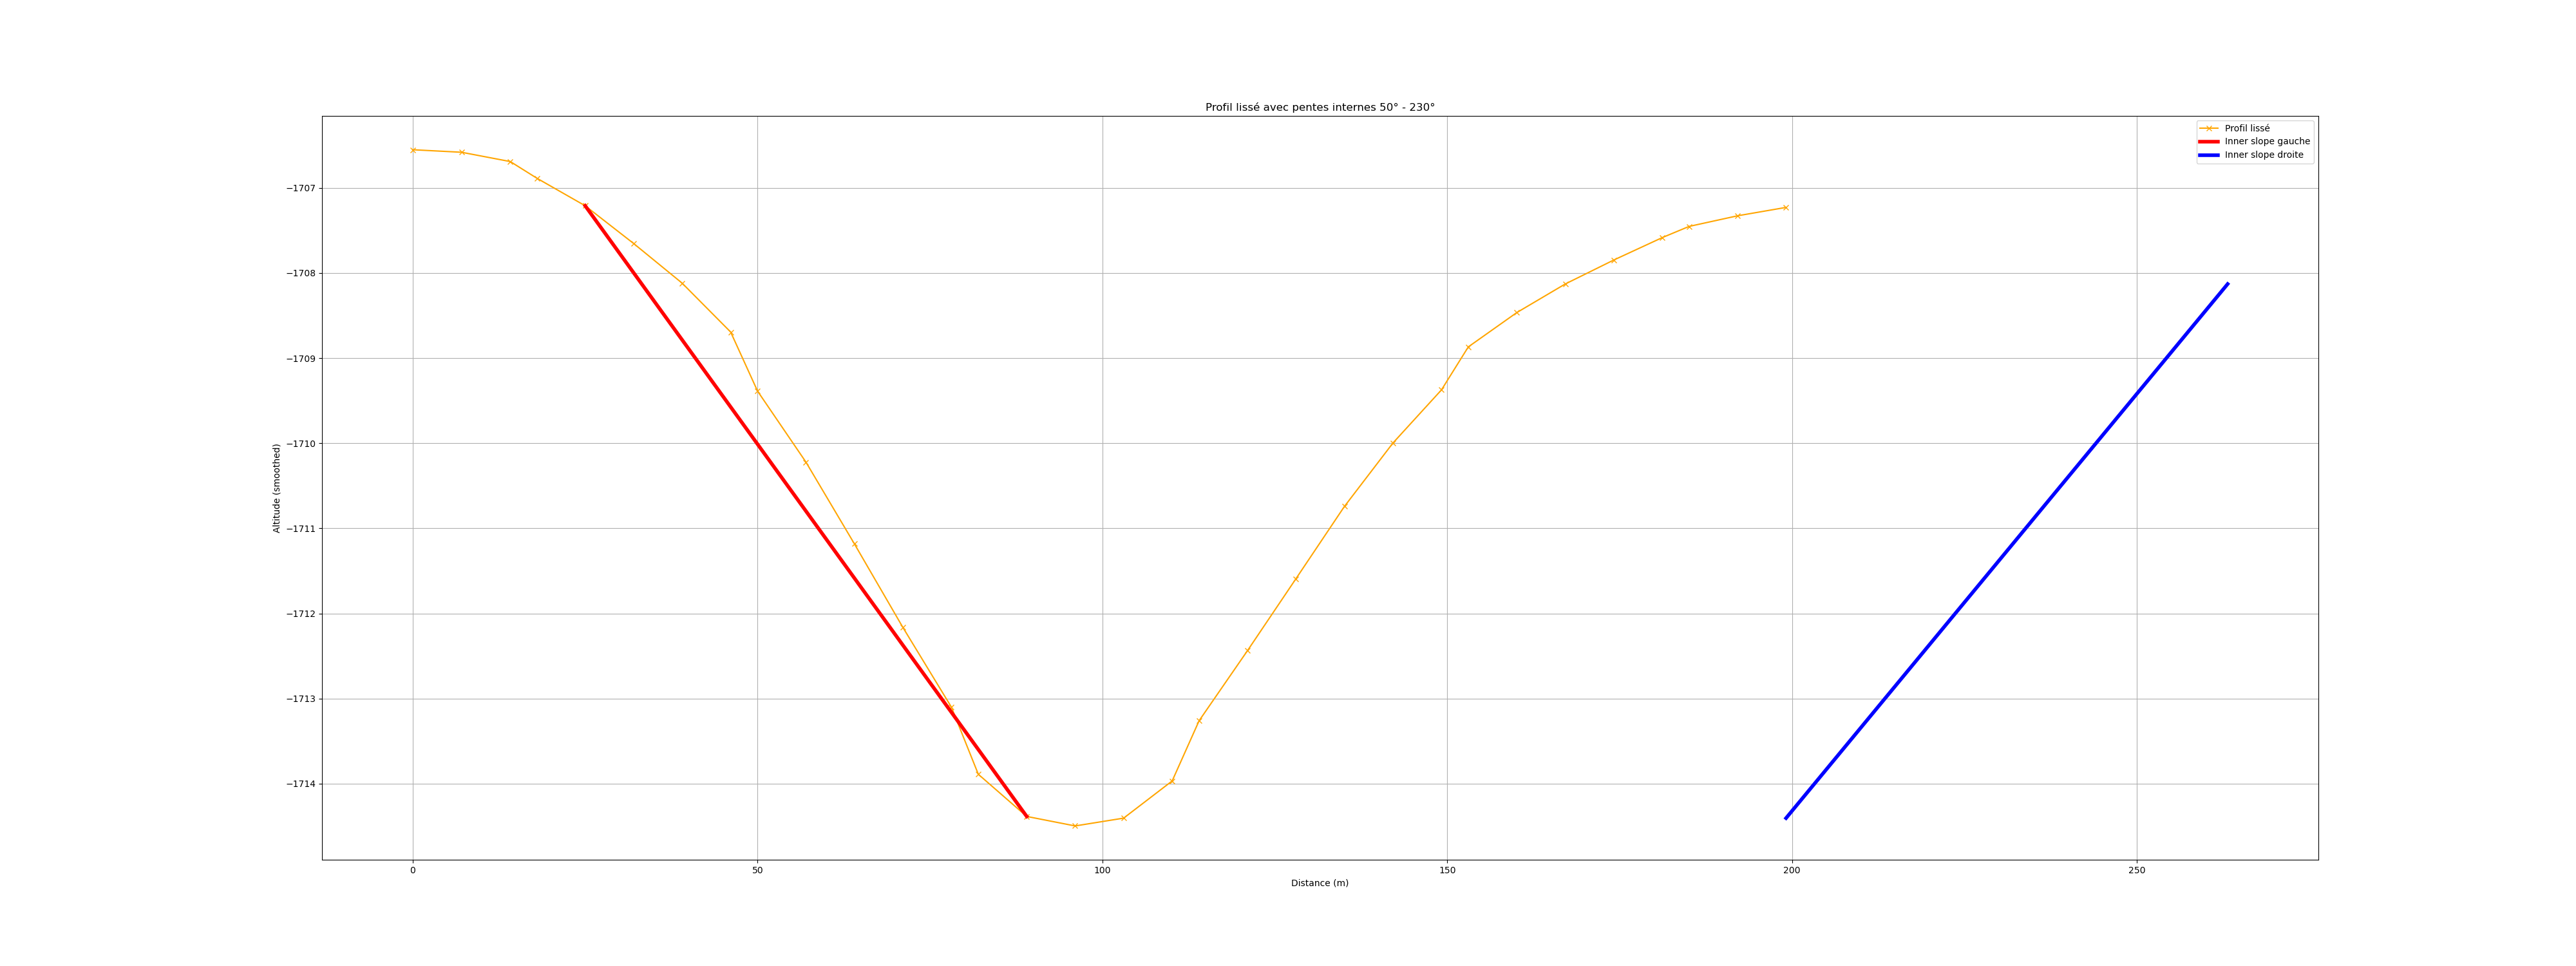 Profil lissé avec pentes internes 50° - 230°
Profil lissé
Inner slope gauche
Inner slope droite
Altitude (smoothed)
−1707
−1708
−1709
−1710
−1711
−1712
−1713
−1714
0
50
100
150
200
250
Distance (m)